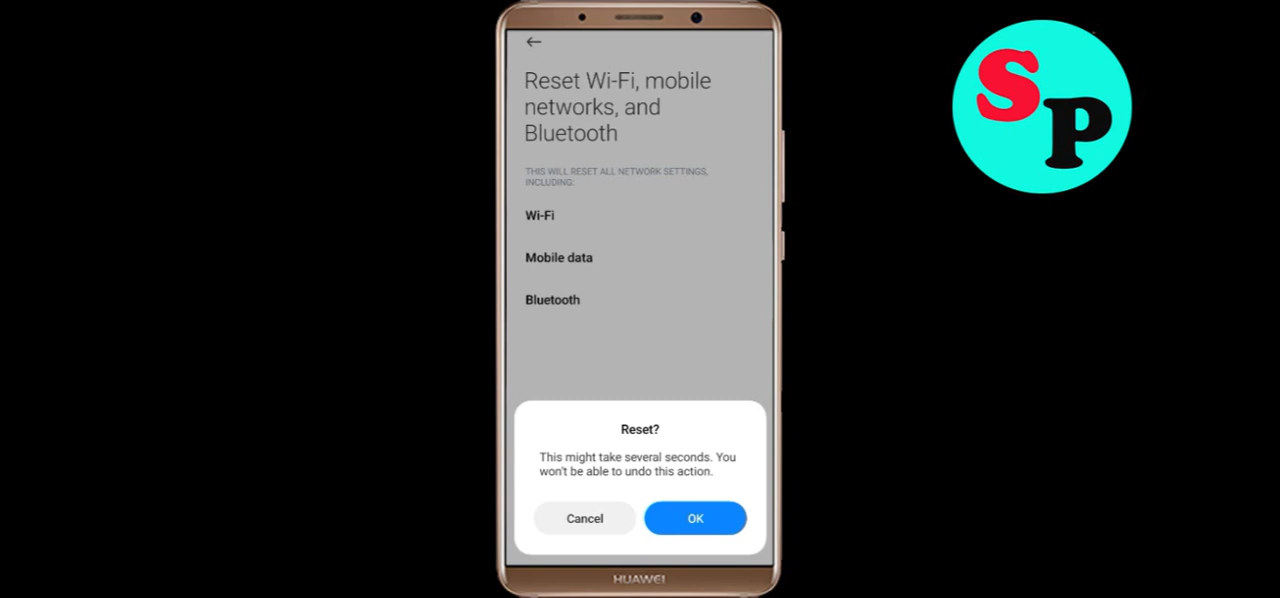 Reset Wi-Fi, mobile
networks, and
Bluetooth
THIS WILL RESET ALL NETWORK SETTINGS,
INCLUDING:
Wi-Fi
Mobile data
Bluetooth
Reset?
This might take several seconds. You
won't be able to undo this action.
Cancel
OK
HUAWEI
SP